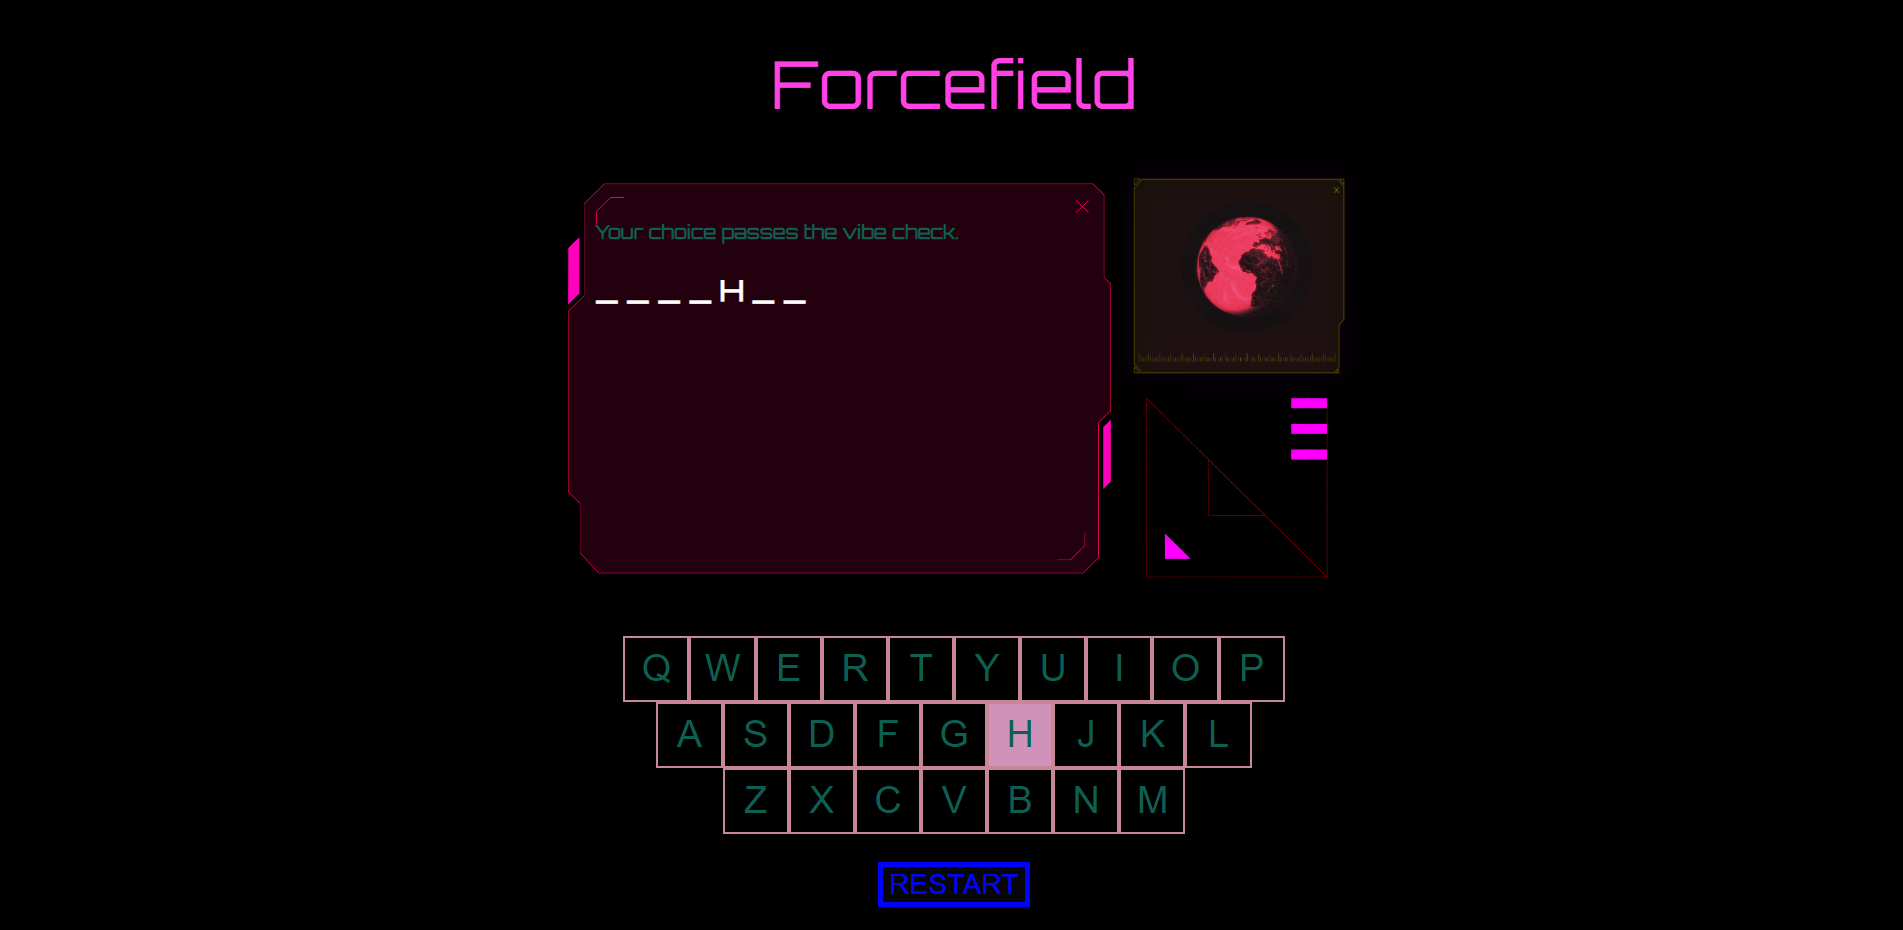 Forcefield
Your choice passes the vibe check.
_ _ _ _ H _ _
X
Q W E R T Y U I O P
A S D F G H J K L
Z X C V B N M
RESTART